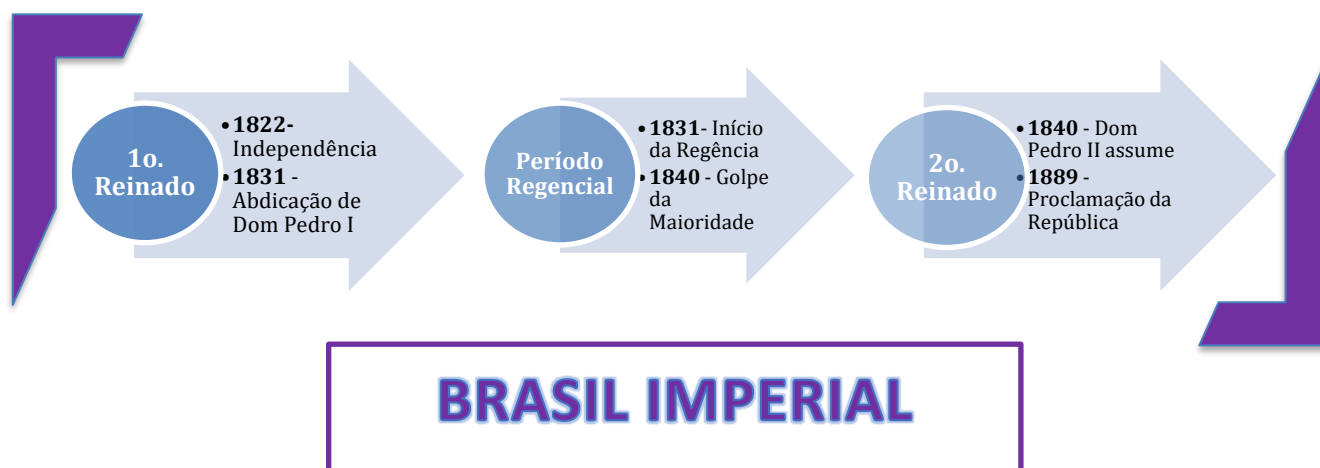 1o.
Reinado
•1822-
Independência
•1831 -
Abdicação de
Dom Pedro I
Período
Regencial
•1831- Início
da Regência
•1840 - Golpe
da
Maioridade
2o.
Reinado
•1840 - Dom
Pedro II assume
•1889 -
Proclamação da
República
BRASIL IMPERIAL